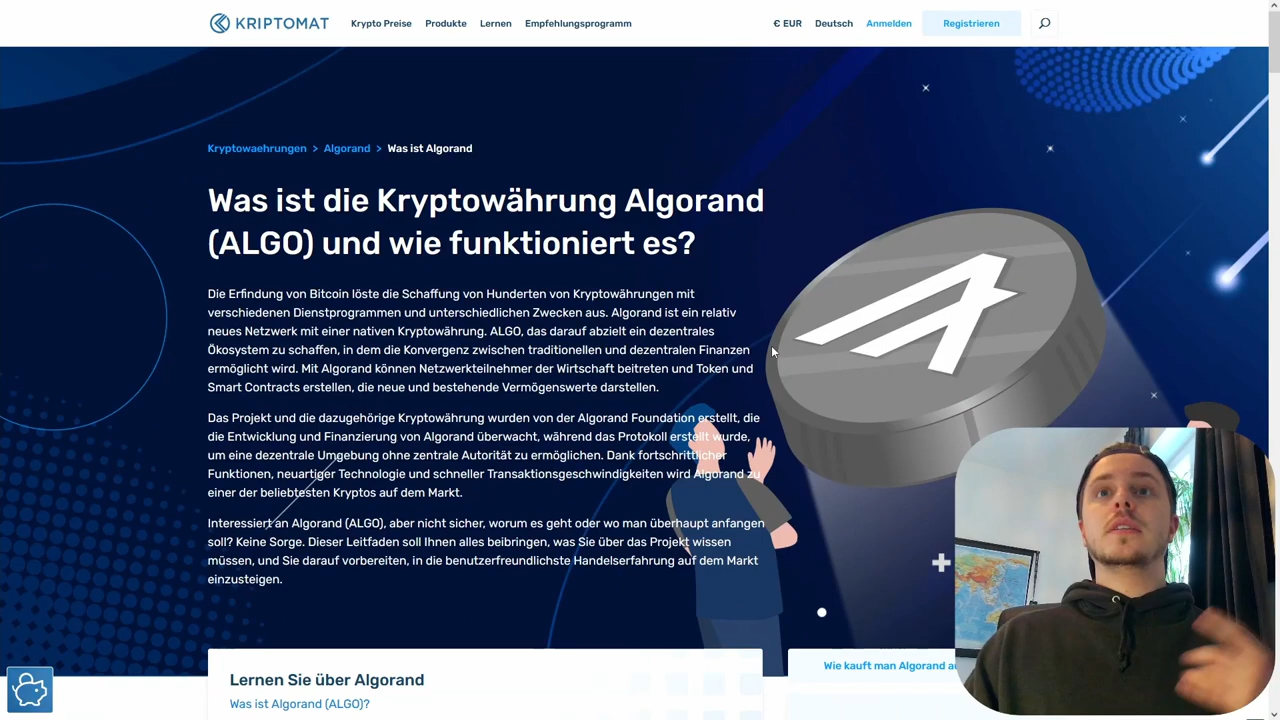 KRIPTOMAT
Krypto Preise
Produkte
Lernen
Empfehlungsprogramm
€ EUR
Deutsch
Anmelden
Registrieren
Kryptowaehrungen > Algorand > Was ist Algorand
Was ist die Kryptowährung Algorand
(ALGO) und wie funktioniert es?
Die Erfindung von Bitcoin löste die Schaffung von Hunderten von Kryptowährungen mit
verschiedenen Dienstprogrammen und unterschiedlichen Zwecken aus. Algorand ist ein relativ
neues Netzwerk mit einer nativen Kryptowährung. ALGO, das darauf abzielt ein dezentrales
Ökosystem zu schaffen, in dem die Konvergenz zwischen traditionellen und dezentralen Finanzen
ermöglicht wird. Mit Algorand können Netzwerkteilnehmer der Wirtschaft beitreten und Token und
Smart Contracts erstellen, die neue und bestehende Vermögenswerte darstellen.
Das Projekt und die dazugehörige Kryptowährung wurden von der Algorand Foundation erstellt, die
die Entwicklung und Finanzierung von Algorand überwacht, während das Protokoll erstellt wurde,
um eine dezentrale Umgebung ohne zentrale Autorität zu ermöglichen. Dank fortschrittlicher
Funktionen, neuartiger Technologie und schneller Transaktionsgeschwindigkeiten wird Algorand zu
einer der beliebtesten Kryptos auf dem Markt.
Interessiert an Algorand (ALGO), aber nicht sicher, worum es geht oder wo man überhaupt anfangen
soll? Keine Sorge. Dieser Leitfaden soll Ihnen alles beibringen, was Sie über das Projekt wissen
müssen, und Sie darauf vorbereiten, in die benutzerfreundlichste Handelserfahrung auf dem Markt
einzusteigen.
Lernen Sie über Algorand
Was ist Algorand (ALGO)?
Wie kauft man Algorand